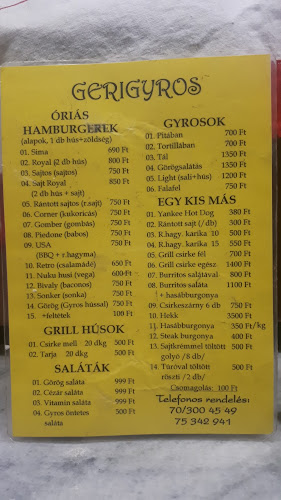 GERIGYROS
ÓRIÁS
HAMBURGEREK
(alapok, 1 db hús+zöldség)
01. Sima 690 Ft
02. Royal (2 db hús) 800 Ft
03. Sajtos (sajtos) 750 Ft
04. Sajt Royal 850 Ft
(2 db hús + sajt)
05. Rántott sajtos (r.sajt) 750 Ft
06. Corner (kukoricás) 750 Ft
07. Gomber (gombás) 750 Ft
08. Piedone (babos) 750 Ft
09. USA 750 Ft
(BBQ + r.hagyma)
10. Retro (csalamádé) 650 Ft
11. Nuku husi (vega) 600 Ft
12. Bivaly (baconos) 750 Ft
13. Sonker (sonka) 750 Ft
14. Görög (Gyros hússal) 750 Ft
15. +feltétek 100 Ft
GRILL HÚSOK
01. Csirke mell 20 dkg 500 Ft
02. Tarja 20 dkg 500 Ft
SALÁTÁK
01. Görög saláta 999 Ft
02. Cézár saláta 999 Ft
03. Vitamin saláta 999 Ft
04. Gyros öntetes 500 Ft
saláta
GYROSOK
01. Pitában 700 Ft
02. Tortillában 700 Ft
03. Tál 1350 Ft
04. Görögsalátás 1350 Ft
05. Light (sali+hús) 1200 Ft
06. Falafel 750 Ft
EGY KIS MÁS
01. Yankee Hot Dog 380 Ft
02. Rántott sajt (/db) 300 Ft
03. R.hagy. karika 10 500 Ft
04. R.hagy. karika 15 550 Ft
05. Grill csirke fél 700 Ft
06. Grill csirke egész 1400 Ft
07. Burritos salátával 800 Ft
08. Burritos saláta 1100 Ft
+ hasábburgonya
09. Csirkeszárny 6 db 750 Ft
10. Hekk 3500 Ft
11. Hasábburgonya 350 Ft/kg
12. Steak burgonya 400 Ft
13. Sajtkrémmel töltött 500 Ft
golyó /8 db/
14. Túróval töltött 500 Ft
röszti /2 db/
Csomagolás: 100 Ft
Telefonos rendelés:
70/300 45 49
75 342 941